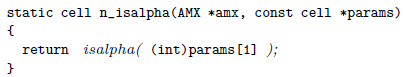 static cell n_isalpha(AMX *amx, const cell *params)
{
return isalpha( (int)params[1] );
}